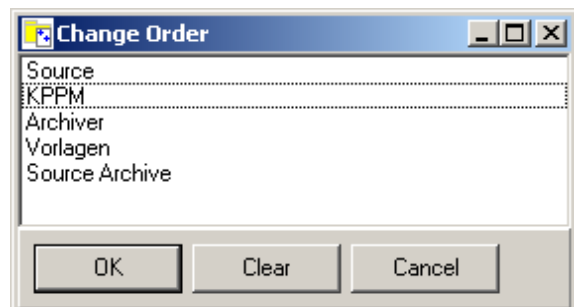 Change Order
Source
KPPM
Archiver
Vorlagen
Source Archive
OK Clear Cancel